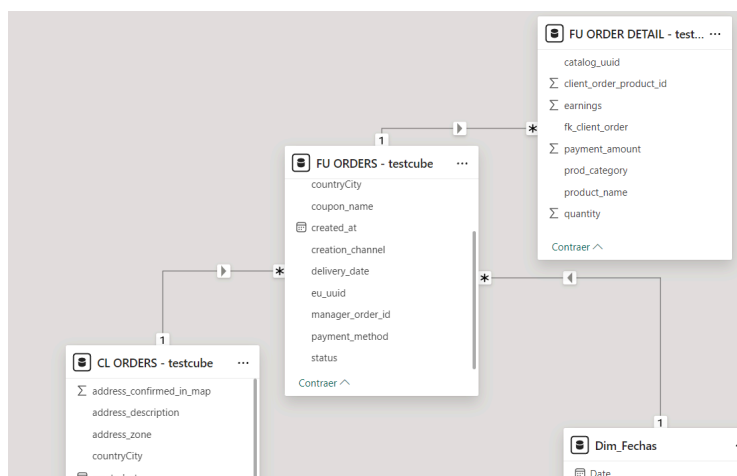 FU ORDER DETAIL - test... ...
catalog_uuid
Σ client_order_product_id
Σ earnings
fk_client_order
Σ payment_amount
prod_category
product_name
Σ quantity
Contraer
1
*
FU ORDERS - testcube ...
countryCity
coupon_name
created_at
creation_channel
delivery_date
eu_uuid
manager_order_id
payment_method
status
Contraer
*
*
1
CL ORDERS - testcube ...
Σ address_confirmed_in_map
address_description
address_zone
countryCity
1
Dim_Fechas
Date